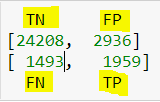 TN FP
[24208, 2936]
[ 1493, 1959]
FN TP